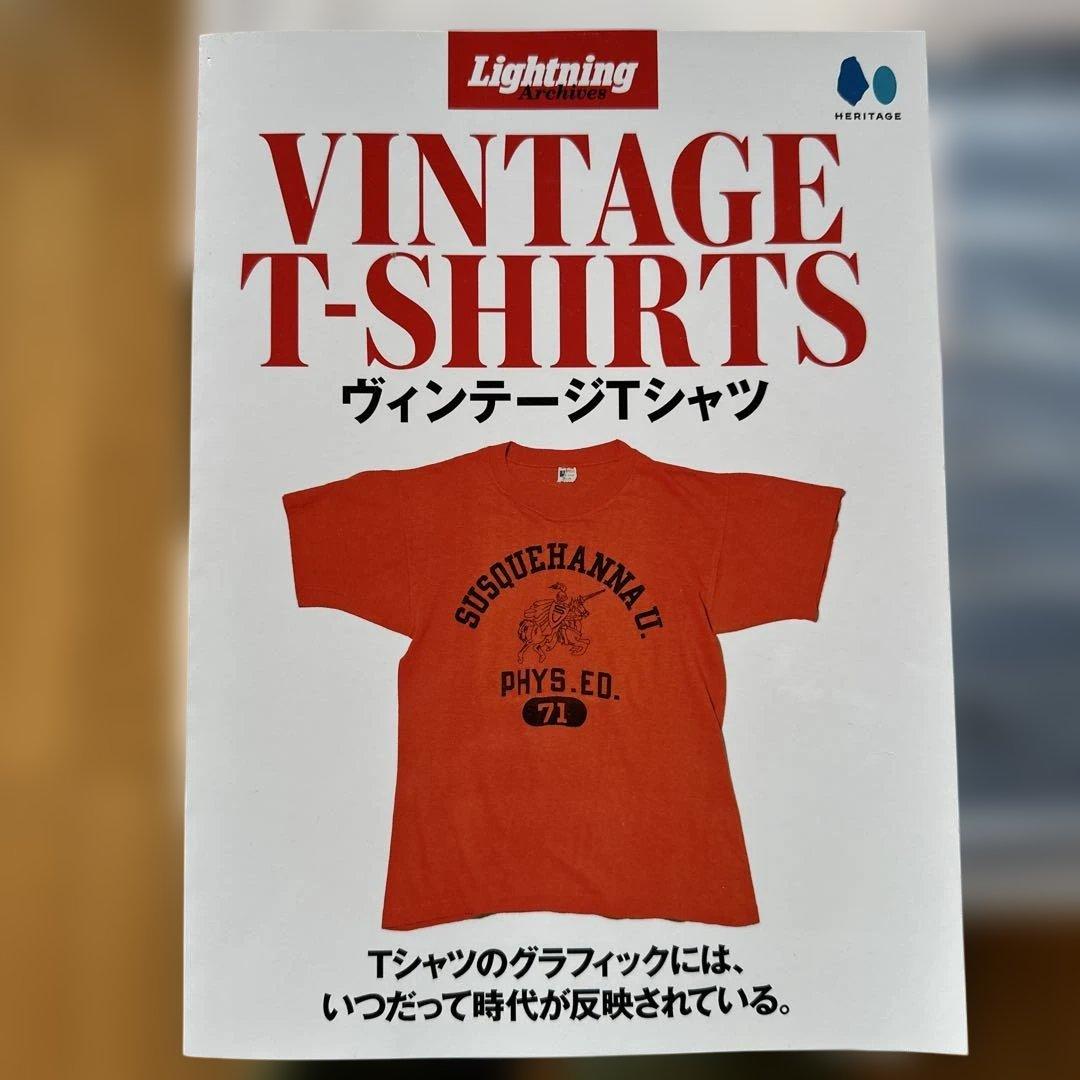 Lightning
Archives
HERITAGE
VINTAGE
T-SHIRTS
ヴィンテージTシャツ
SUSQUEHANNA U.
PHYS.ED.
71
Tシャツのグラフィックには、
いつだって時代が反映されている。